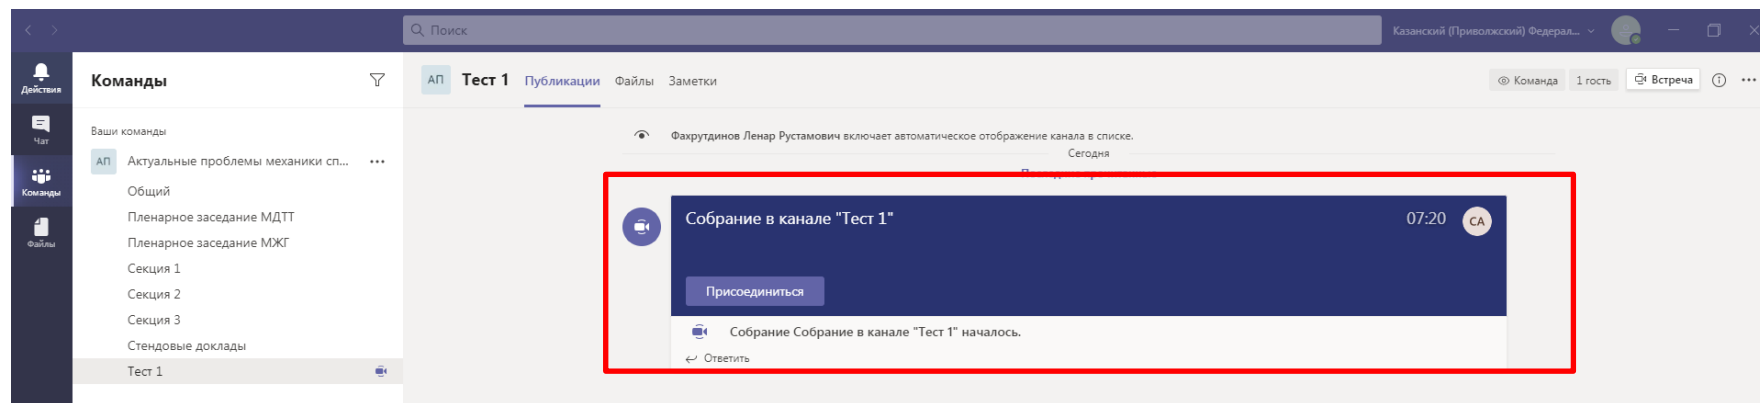 Поиск
Казанский (Приволжский) Федерал...
Действия
Чат
Команды
Файлы
Команды
Ваши команды
АП Актуальные проблемы механики сп...
Общий
Пленарное заседание МДТТ
Пленарное заседание МЖГ
Секция 1
Секция 2
Секция 3
Стендовые доклады
Тест 1
АП Тест 1 Публикации Файлы Заметки
Команда 1 гость Встреча
Фахрутдинов Ленар Рустамович включает автоматическое отображение канала в списке.
Сегодня
Собрание в канале "Тест 1" 07:20 СА
Присоединиться
Собрание Собрание в канале "Тест 1" началось.
Ответить